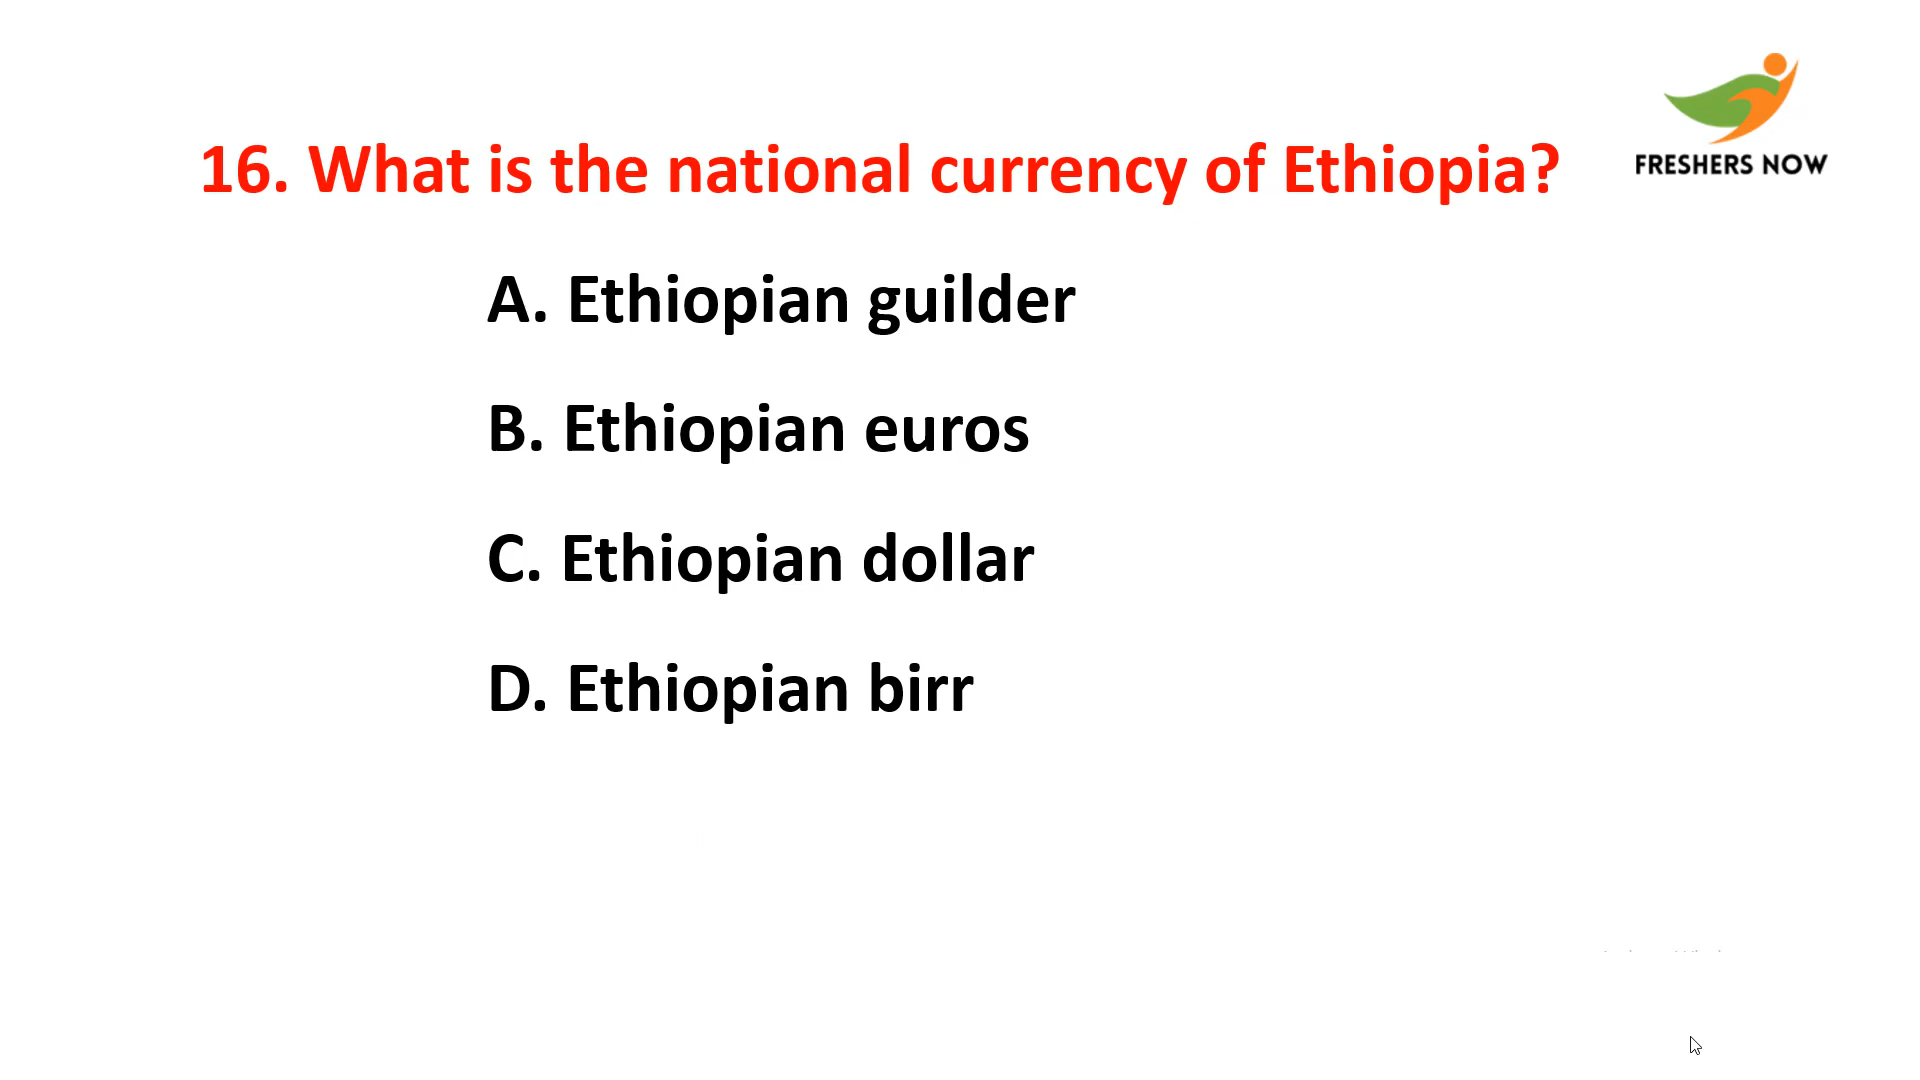 FRESHERS NOW
16. What is the national currency of Ethiopia?
A. Ethiopian guilder
B. Ethiopian euros
C. Ethiopian dollar
D. Ethiopian birr